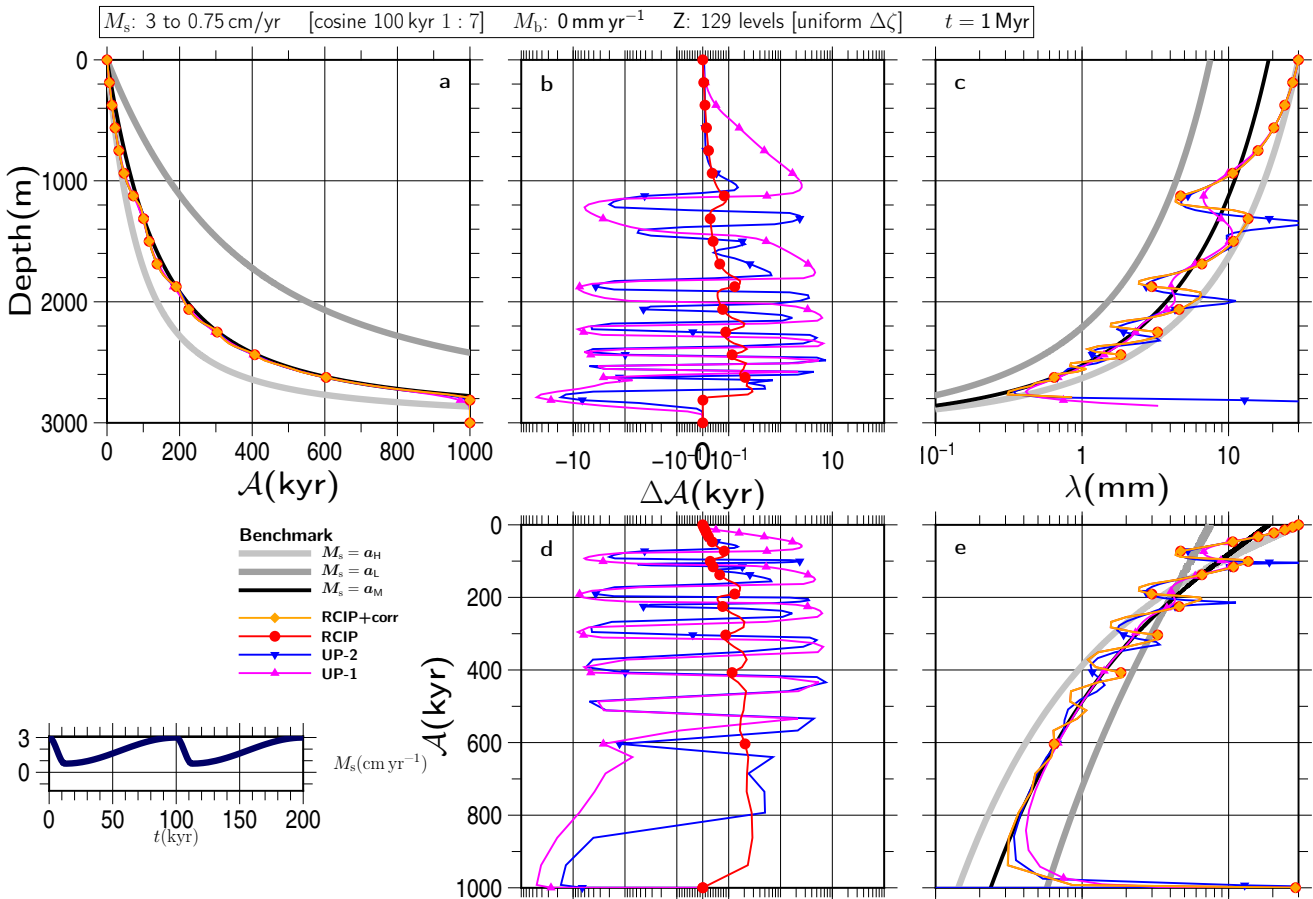 Mₛ: 3 to 0.75 cm/yr [cosine 100 kyr 1 : 7] M_b: 0 mm yr⁻¹ Z: 129 levels [uniform Δζ] t = 1 Myr
a
b
c
0
1000
2000
3000
Depth(m)
0 200 400 600 800 1000
𝒜(kyr)
−10 −10⁻¹ 0 10⁻¹ 10
Δ𝒜(kyr)
10⁻¹ 1 10
λ(mm)
Benchmark
Mₛ = a_H
Mₛ = a_L
Mₛ = a_M
RCIP+corr
RCIP
UP-2
UP-1
d
e
0
200
400
600
800
1000
𝒜(kyr)
3
0
Mₛ(cm yr⁻¹)
0 50 100 150 200
t(kyr)